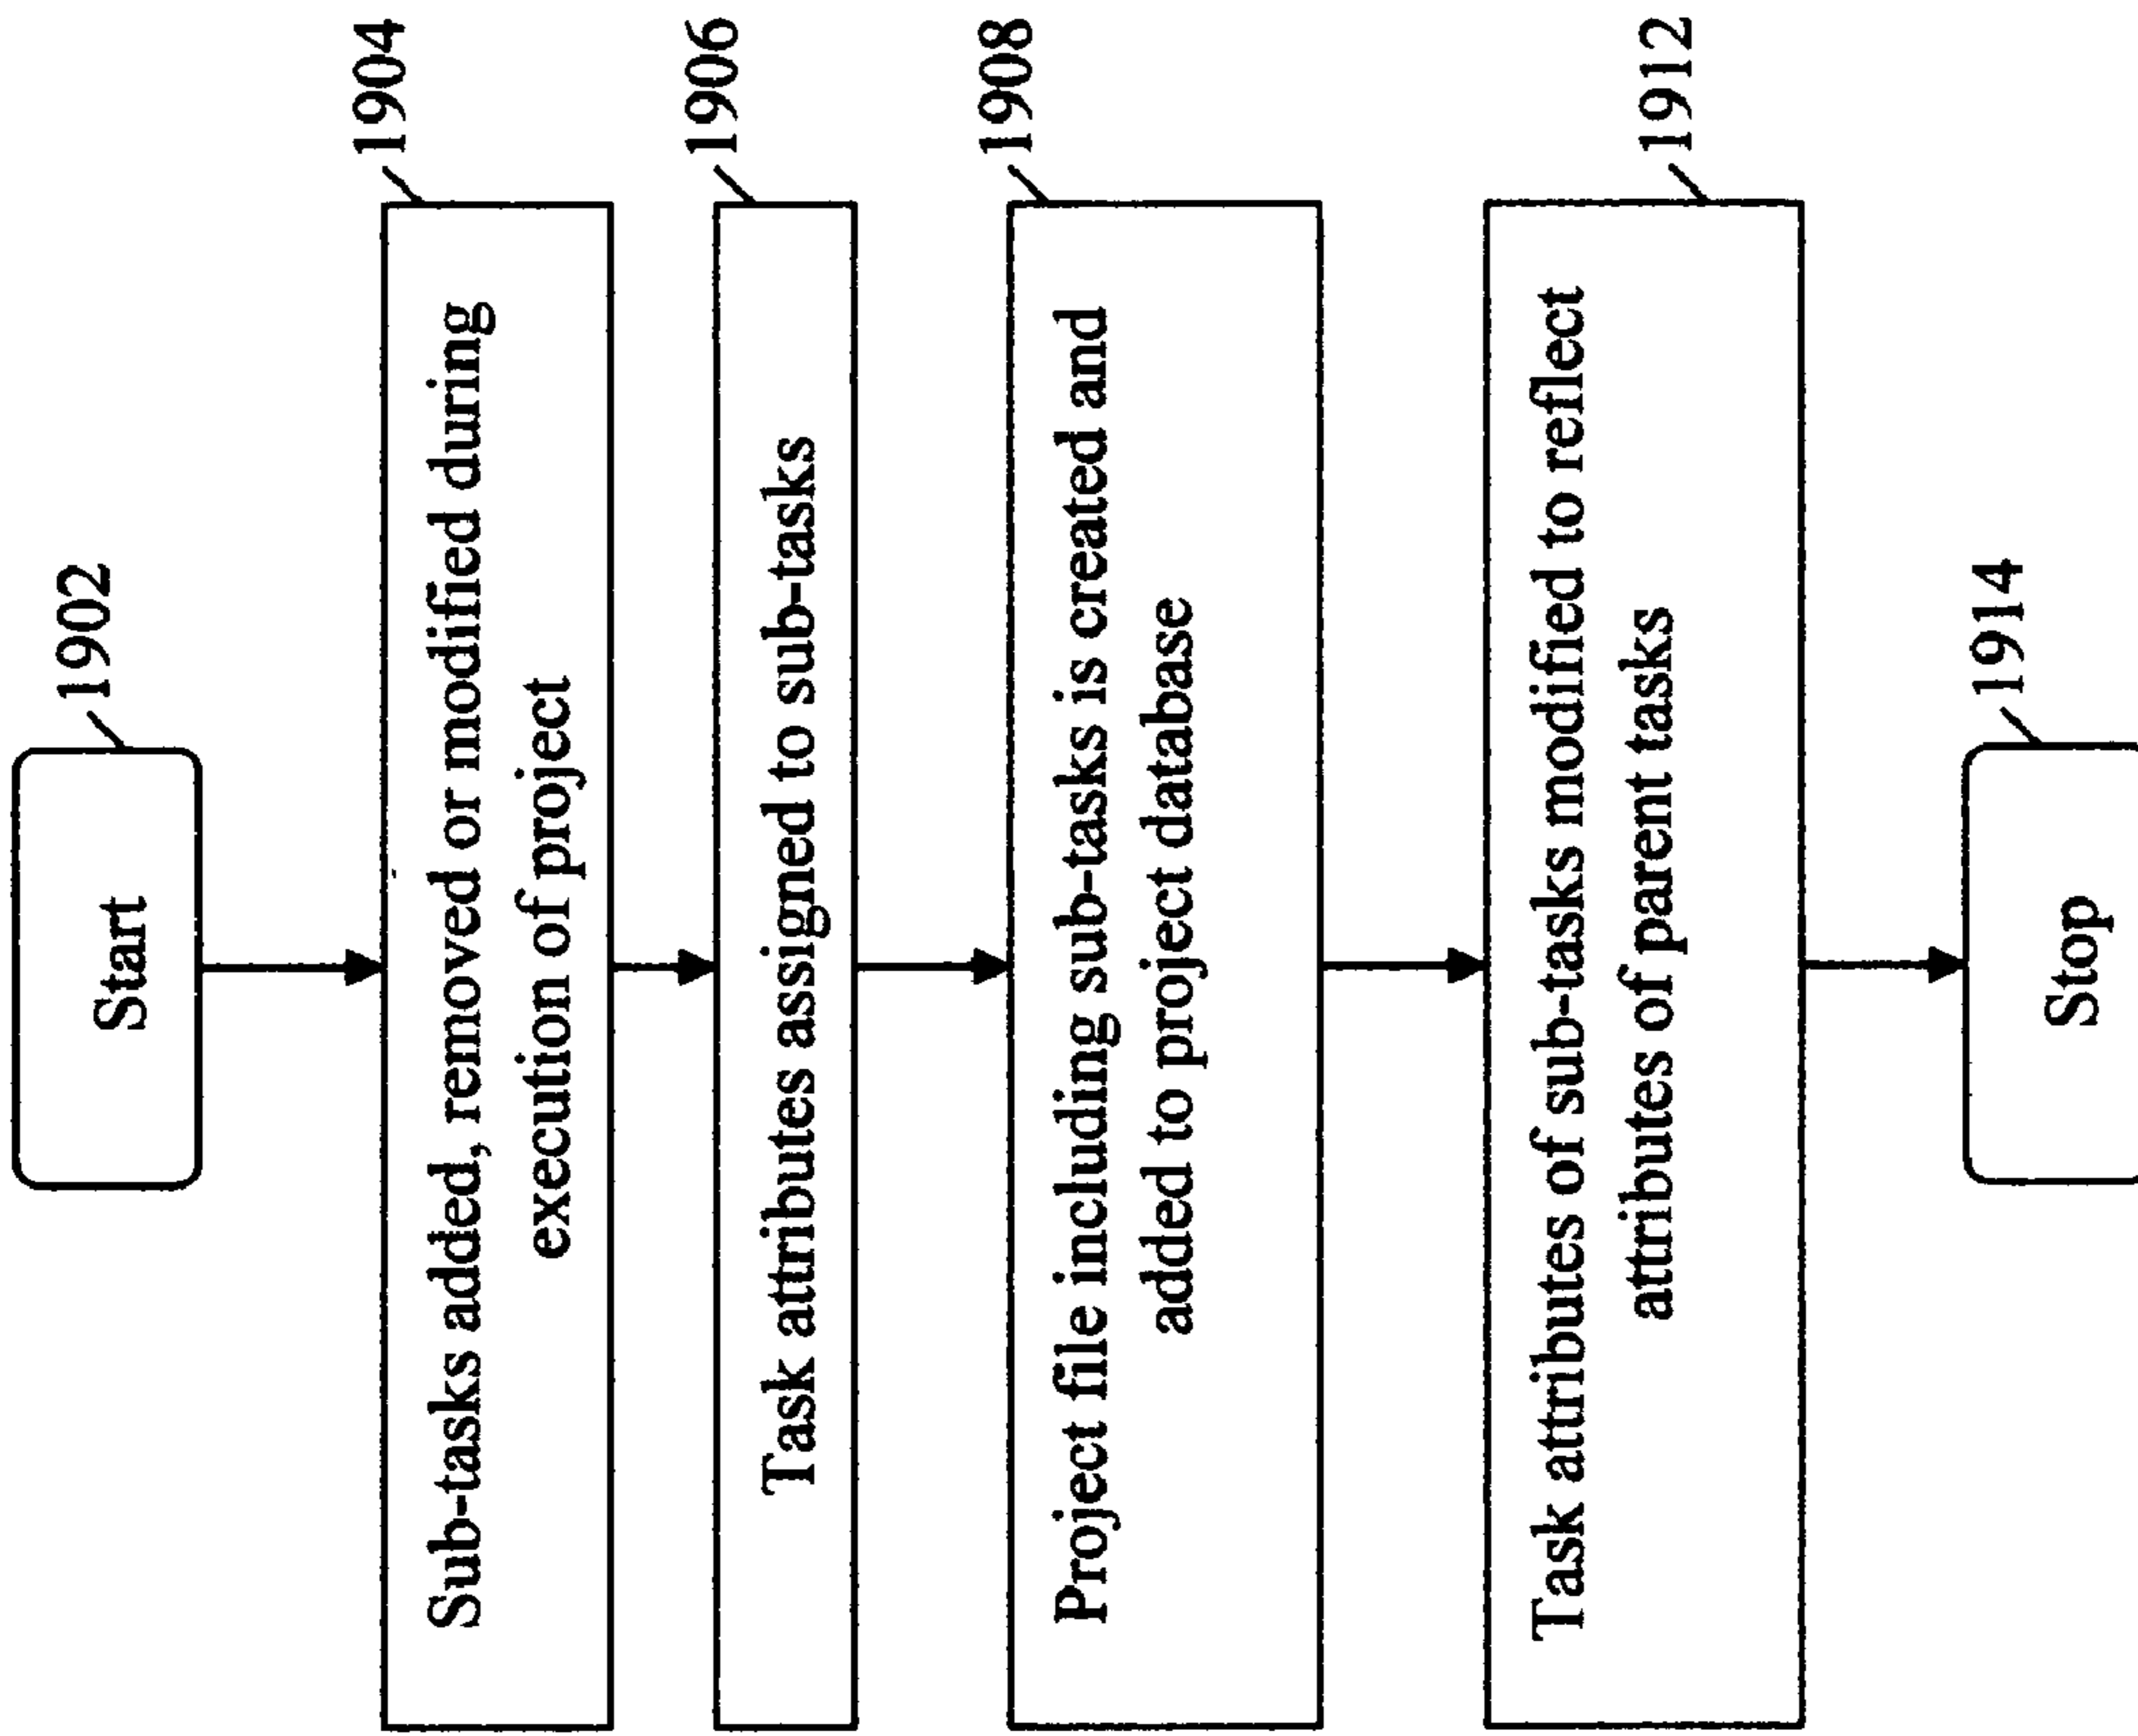 Start
1902
Sub-tasks added, removed or modified during
execution of project
1904
Task attributes assigned to sub-tasks
1906
Project file including sub-tasks is created and
added to project database
1908
Task attributes of sub-tasks modified to reflect
attributes of parent tasks
1912
Stop
1914